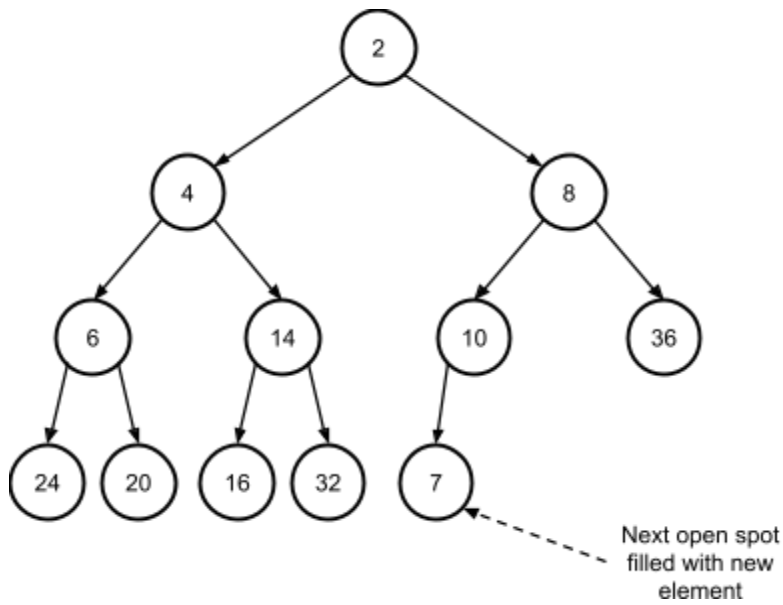 2
4 8
6 14 10 36
24 20 16 32 7
Next open spot
filled with new
element